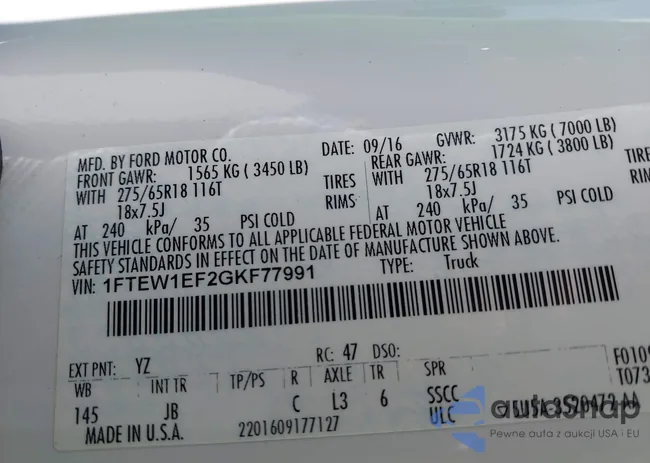 MFD. BY FORD MOTOR CO.
DATE: 09/16 GVWR: 3175 KG ( 7000 LB)
FRONT GAWR: 1565 KG ( 3450 LB)
REAR GAWR: 1724 KG ( 3800 LB)
WITH 275/65R18 116T TIRES
WITH 275/65R18 116T TIRES
18x7.5J RIMS
18x7.5J RIMS
AT 240 kPa/ 35 PSI COLD
AT 240 kPa/ 35 PSI COLD
THIS VEHICLE CONFORMS TO ALL APPLICABLE FEDERAL MOTOR VEHICLE
SAFETY STANDARDS IN EFFECT ON THE DATE OF MANUFACTURE SHOWN ABOVE.
VIN: 1FTEW1EF2GKF77991 TYPE: Truck
EXT PNT: YZ RC: 47 DSO:
WB INT TR TP/PS R AXLE TR SPR
145 JB C L3 6 SSCC
ULC
MADE IN U.S.A. 2201609177127
autoSnap
Pewne auta z aukcji USA i EU